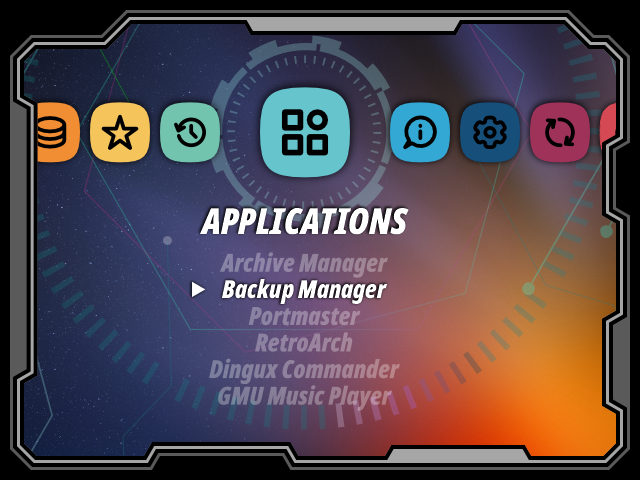 APPLICATIONS
Archive Manager
Backup Manager
Portmaster
RetroArch
Dingux Commander
GMU Music Player